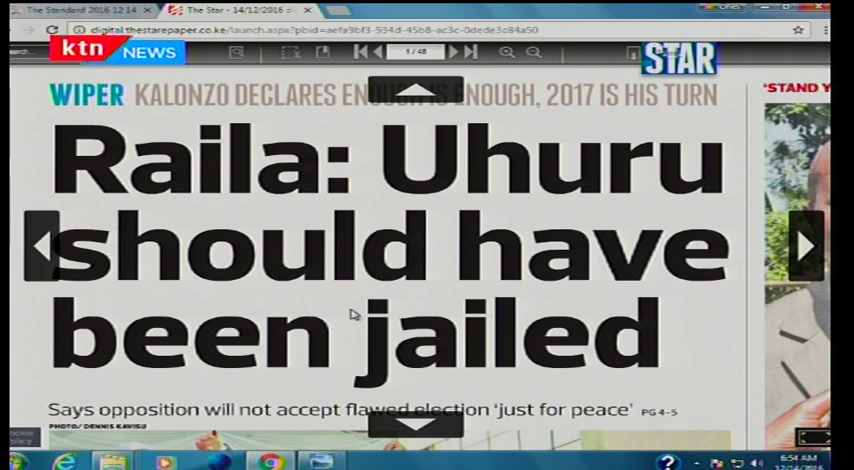 The Standard 2016 12 14
The Star - 14/12/2016 d
digital.thestarepaper.co.ke/launch.aspx?pbid=aefa9bf3-934d-45b8-ac3c-0dede3c84a50
ktn NEWS
1 / 48
STAR
WIPER KALONZO DECLARES ENOUGH IS ENOUGH, 2017 IS HIS TURN
'STAND Y
Raila: Uhuru
should have
been jailed
Says opposition will not accept flawed election 'just for peace' PG 4-5
PHOTO/ DENNIS KAVISU
Policy
6:54 AM